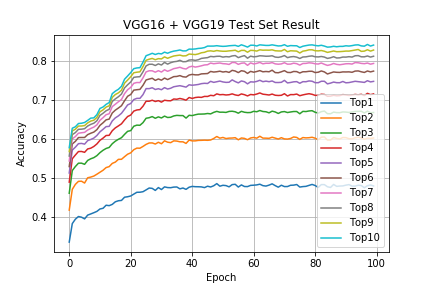 VGG16 + VGG19 Test Set Result
Accuracy
0.8
0.7
0.6
0.5
0.4
0
20
40
60
80
100
Epoch
Top1
Top2
Top3
Top4
Top5
Top6
Top7
Top8
Top9
Top10